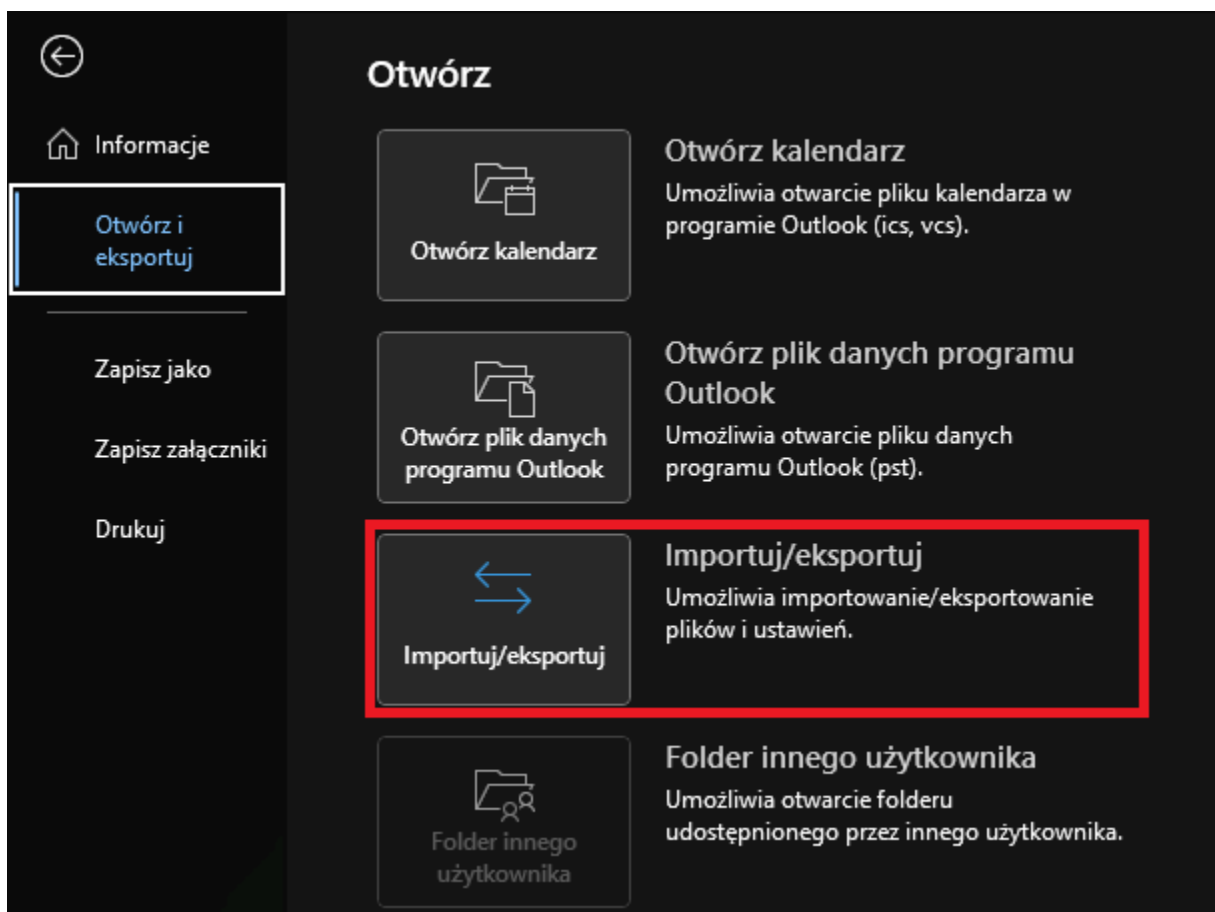 Otwórz
Informacje
Otwórz i
eksportuj
Zapisz jako
Zapisz załączniki
Drukuj
Otwórz kalendarz
Otwórz kalendarz
Umożliwia otwarcie pliku kalendarza w
programie Outlook (ics, vcs).
Otwórz plik danych
programu Outlook
Otwórz plik danych programu
Outlook
Umożliwia otwarcie pliku danych
programu Outlook (pst).
Importuj/eksportuj
Importuj/eksportuj
Umożliwia importowanie/eksportowanie
plików i ustawień.
Folder innego
użytkownika
Folder innego użytkownika
Umożliwia otwarcie folderu
udostępnionego przez innego użytkownika.